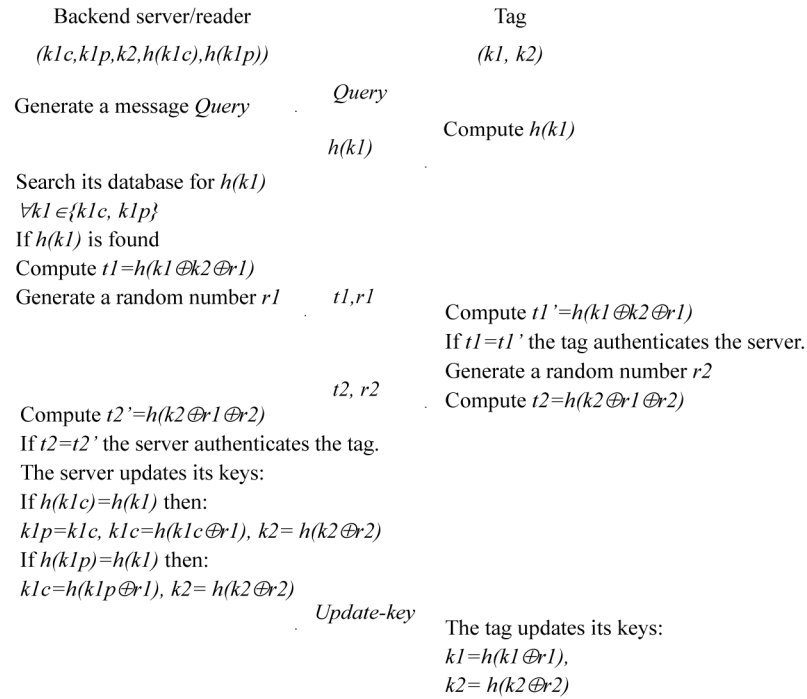 Backend server/reader Tag
(k1c,k1p,k2,h(k1c),h(k1p)) (k1, k2)
Query
Generate a message Query
Compute h(k1)
h(k1)
Search its database for h(k1)
∀k1∈{k1c, k1p}
If h(k1) is found
Compute t1=h(k1⊕k2⊕r1)
Generate a random number r1 t1,r1
Compute t1’=h(k1⊕k2⊕r1)
If t1=t1’ the tag authenticates the server.
Generate a random number r2
t2, r2
Compute t2=h(k2⊕r1⊕r2)
Compute t2’=h(k2⊕r1⊕r2)
If t2=t2’ the server authenticates the tag.
The server updates its keys:
If h(k1c)=h(k1) then:
k1p=k1c, k1c=h(k1c⊕r1), k2= h(k2⊕r2)
If h(k1p)=h(k1) then:
k1c=h(k1p⊕r1), k2= h(k2⊕r2)
Update-key
The tag updates its keys:
k1=h(k1⊕r1),
k2= h(k2⊕r2)